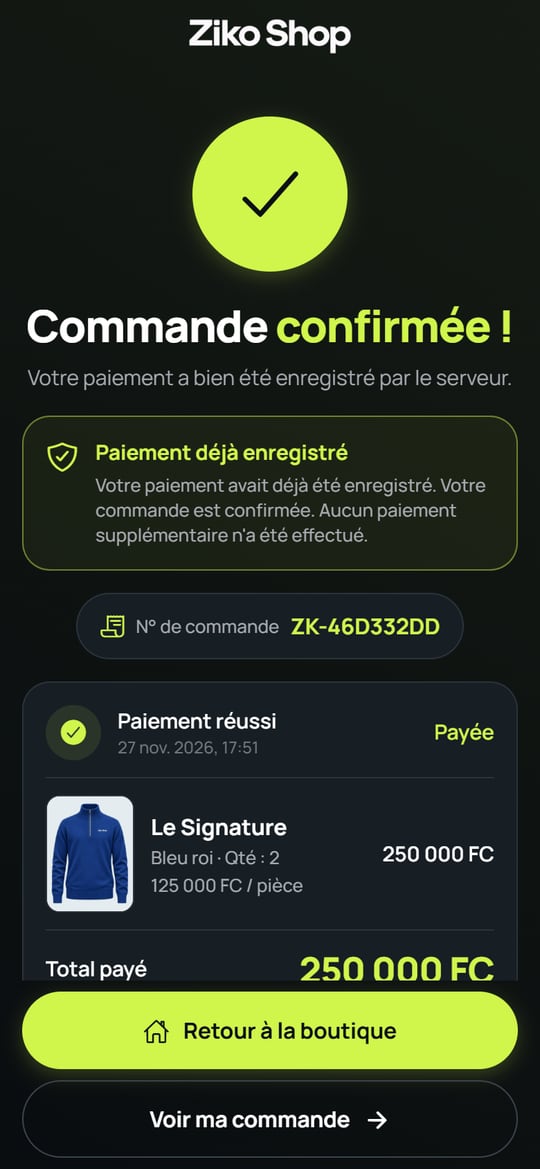 Ziko Shop
Commande confirmée !
Votre paiement a bien été enregistré par le serveur.
Paiement déjà enregistré
Votre paiement avait déjà été enregistré. Votre
commande est confirmée. Aucun paiement
supplémentaire n'a été effectué.
N° de commande ZK-46D332DD
Paiement réussi
27 nov. 2026, 17:51
Payée
Le Signature
Bleu roi · Qté : 2
125 000 FC / pièce
250 000 FC
Total payé 250 000 FC
Retour à la boutique
Voir ma commande →